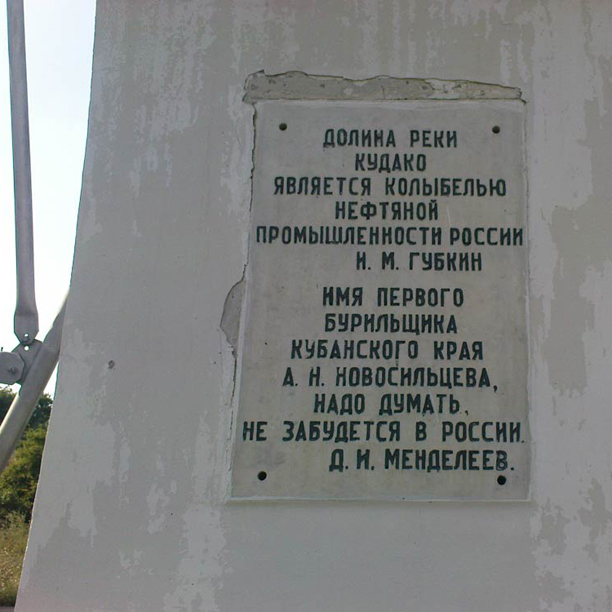 ДОЛИНА РЕКИ
КУДАКО
ЯВЛЯЕТСЯ КОЛЫБЕЛЬЮ
НЕФТЯНОЙ
ПРОМЫШЛЕННОСТИ РОССИИ
И. М. ГУБКИН
ИМЯ ПЕРВОГО
БУРИЛЬЩИКА
КУБАНСКОГО КРАЯ
А. Н. НОВОСИЛЬЦЕВА,
НАДО ДУМАТЬ,
НЕ ЗАБУДЕТСЯ В РОССИИ.
Д. И. МЕНДЕЛЕЕВ.